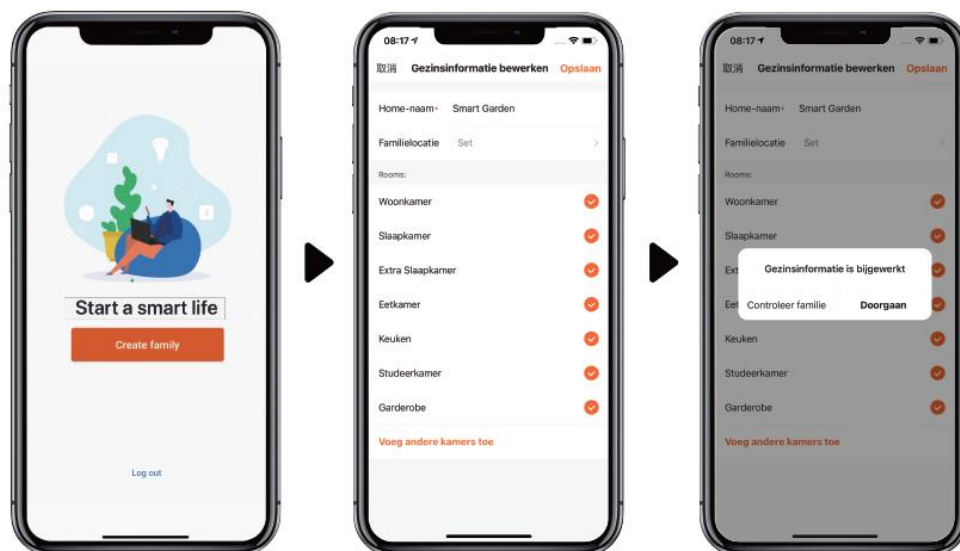 Start a smart life
Create family
Log out
08:17
取消 Gezinsinformatie bewerken Opslaan
Home-naam* Smart Garden
Familielocatie Set
Rooms:
Woonkamer
Slaapkamer
Extra Slaapkamer
Eetkamer
Keuken
Studeerkamer
Garderobe
Voeg andere kamers toe
08:17
取消 Gezinsinformatie bewerken Opslaan
Home-naam* Smart Garden
Familielocatie Set
Rooms:
Woonkamer
Slaapkamer
Ext
Gezinsinformatie is bijgewerkt
Eet
Controleer familie Doorgaan
Keuken
Studeerkamer
Garderobe
Voeg andere kamers toe